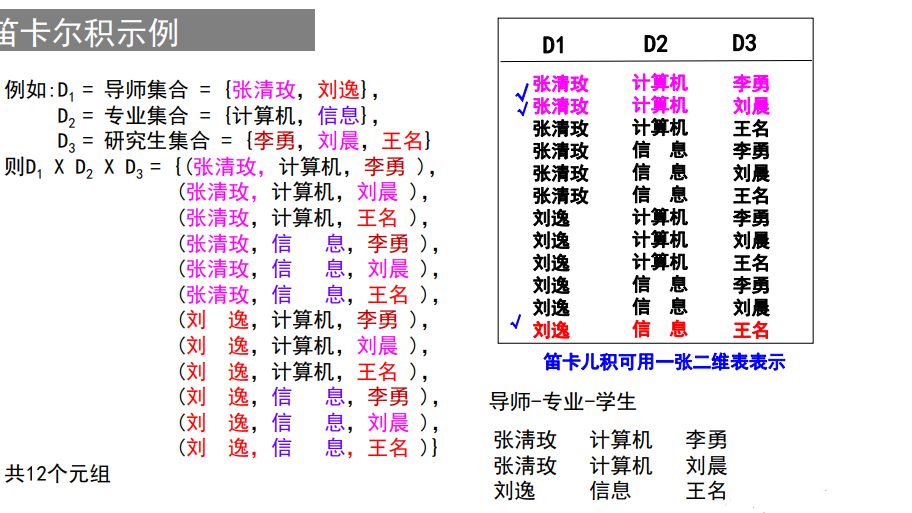 笛卡尔积示例
例如:D1 = 导师集合 = {张清玫, 刘逸},
D2 = 专业集合 = {计算机, 信息},
D3 = 研究生集合 = {李勇, 刘晨, 王名}
则D1 X D2 X D3 = {(张清玫, 计算机, 李勇 ),
(张清玫, 计算机, 刘晨 ),
(张清玫, 计算机, 王名 ),
(张清玫, 信 息, 李勇 ),
(张清玫, 信 息, 刘晨 ),
(张清玫, 信 息, 王名 ),
(刘 逸, 计算机, 李勇 ),
(刘 逸, 计算机, 刘晨 ),
(刘 逸, 计算机, 王名 ),
(刘 逸, 信 息, 李勇 ),
(刘 逸, 信 息, 刘晨 ),
(刘 逸, 信 息, 王名 )}
共12个元组
D1 D2 D3
√ 张清玫 计算机 李勇
√ 张清玫 计算机 刘晨
张清玫 计算机 王名
张清玫 信 息 李勇
张清玫 信 息 刘晨
张清玫 信 息 王名
刘逸 计算机 李勇
刘逸 计算机 刘晨
刘逸 计算机 王名
刘逸 信 息 李勇
刘逸 信 息 刘晨
√ 刘逸 信 息 王名
笛卡儿积可用一张二维表表示
导师-专业-学生
张清玫 计算机 李勇
张清玫 计算机 刘晨
刘逸 信息 王名